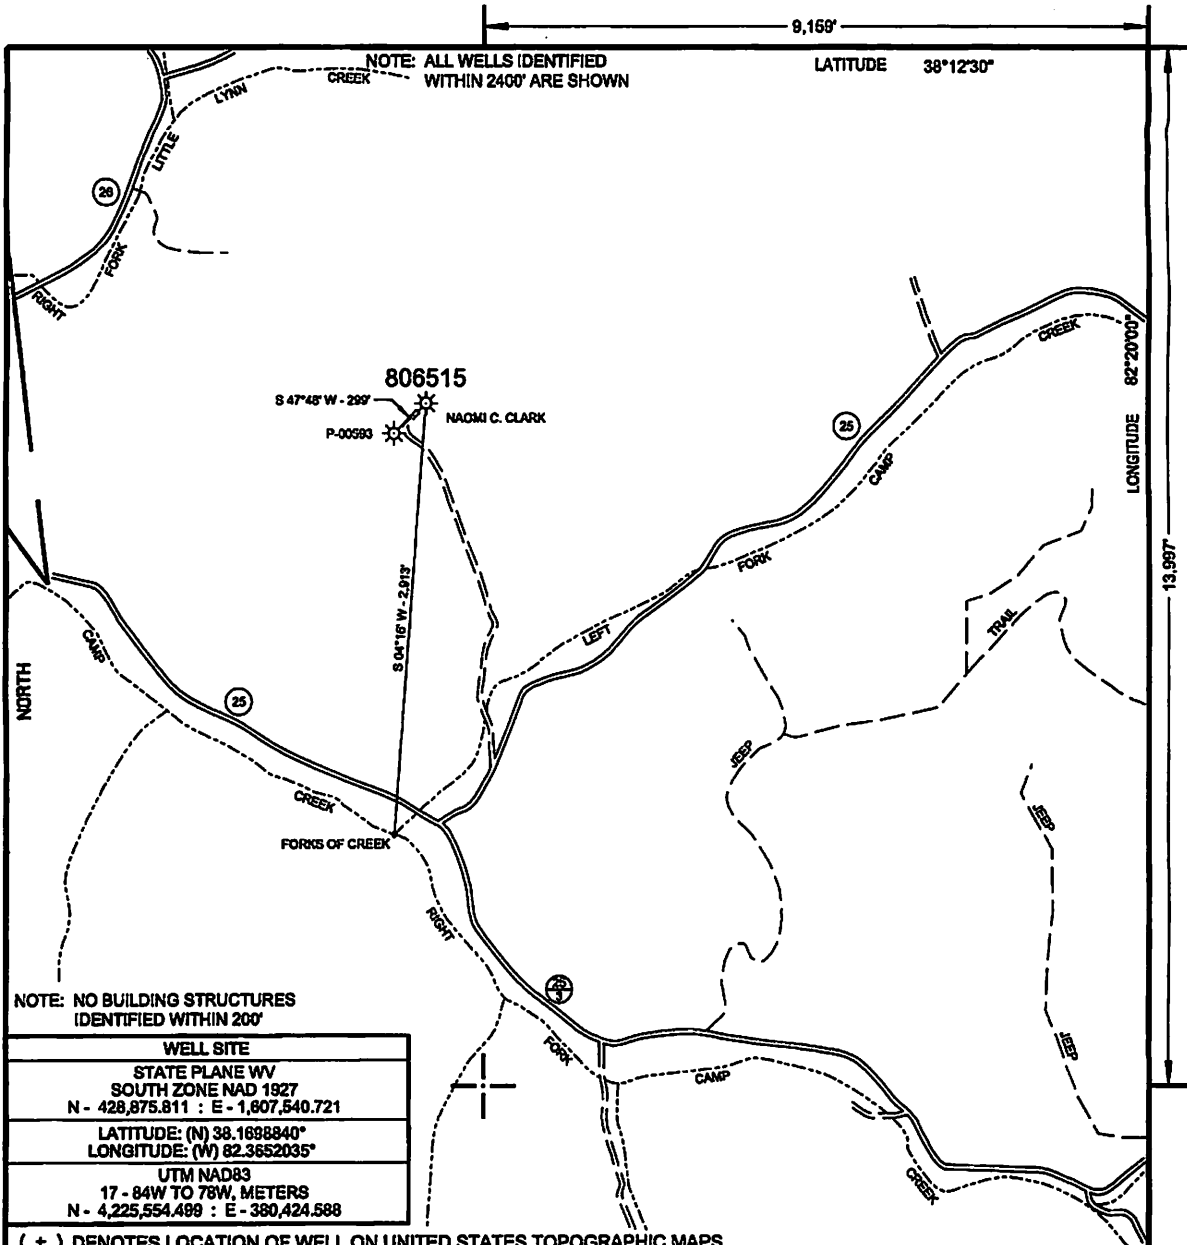 9,159'
NOTE: ALL WELLS IDENTIFIED
WITHIN 2400' ARE SHOWN
LATITUDE 38°12'30"
LYNN CREEK
LITTLE
26
FORK
RIGHT
806515
S 47°48' W - 299'
NAOMI C. CLARK
P-00593
25
CREEK
LONGITUDE 82°20'00"
CAMP
FORK
13,997'
S 04°16' W - 2,913'
LEFT
TRAIL
CAMP
NORTH
25
JEEP
CREEK
JEEP
FORKS OF CREEK
RIGHT
25
3
NOTE: NO BUILDING STRUCTURES
IDENTIFIED WITHIN 200'
FORK
JEEP
CAMP
CREEK
WELL SITE
STATE PLANE WV
SOUTH ZONE NAD 1927
N - 428,875.811 : E - 1,607,540.721
LATITUDE: (N) 38.1698840°
LONGITUDE: (W) 82.3652035°
UTM NAD83
17 - 84W TO 78W, METERS
N - 4,225,554.499 : E - 380,424.588
( + ) DENOTES LOCATION OF WELL ON UNITED STATES TOPOGRAPHIC MAPS